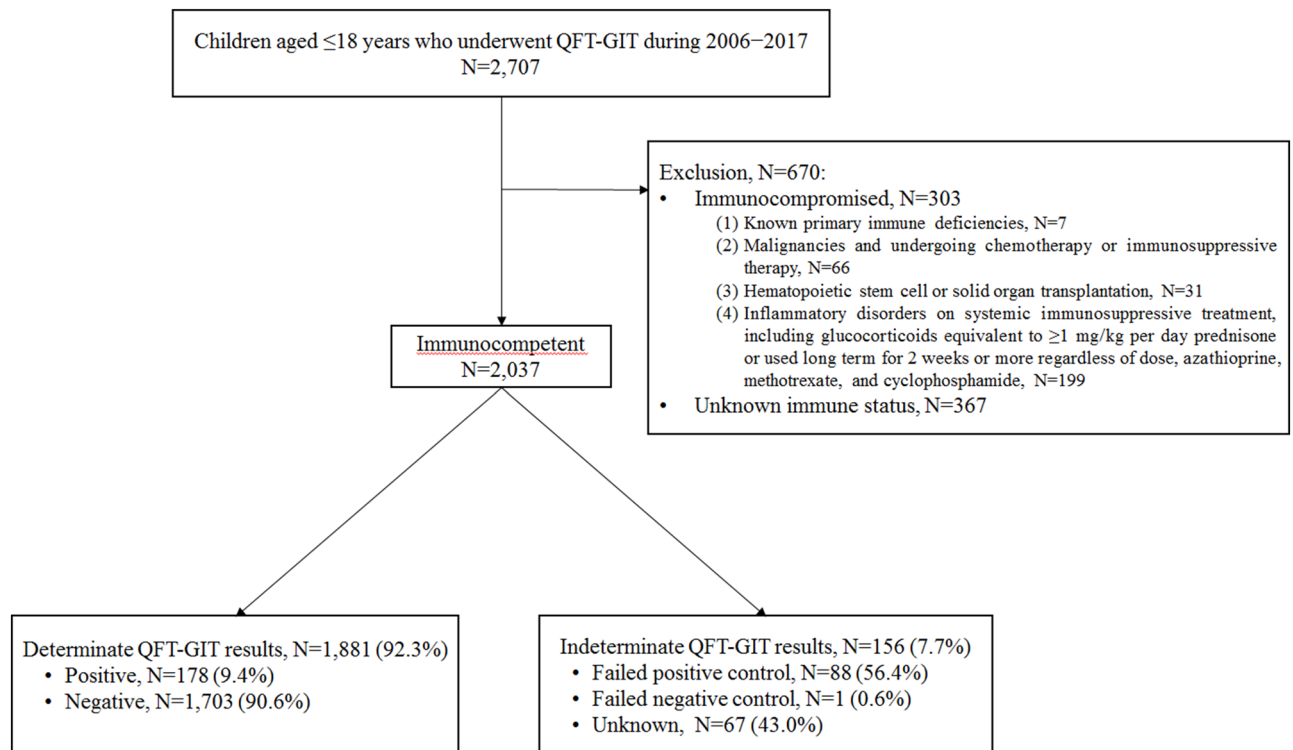 Children aged ≤18 years who underwent QFT-GIT during 2006−2017
N=2,707
Exclusion, N=670:
• Immunocompromised, N=303
(1) Known primary immune deficiencies, N=7
(2) Malignancies and undergoing chemotherapy or immunosuppressive
therapy, N=66
(3) Hematopoietic stem cell or solid organ transplantation, N=31
(4) Inflammatory disorders on systemic immunosuppressive treatment,
including glucocorticoids equivalent to ≥1 mg/kg per day prednisone
or used long term for 2 weeks or more regardless of dose, azathioprine,
methotrexate, and cyclophosphamide, N=199
• Unknown immune status, N=367
Immunocompetent
N=2,037
Determinate QFT-GIT results, N=1,881 (92.3%)
• Positive, N=178 (9.4%)
• Negative, N=1,703 (90.6%)
Indeterminate QFT-GIT results, N=156 (7.7%)
• Failed positive control, N=88 (56.4%)
• Failed negative control, N=1 (0.6%)
• Unknown, N=67 (43.0%)